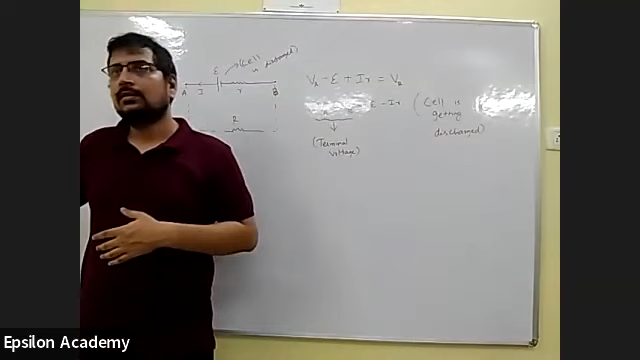 E → (Cell is discharged)
A I r B
R
V_A - E + Ir = V_B
E - Ir (Cell is getting discharged)
(Terminal voltage)
Epsilon Academy